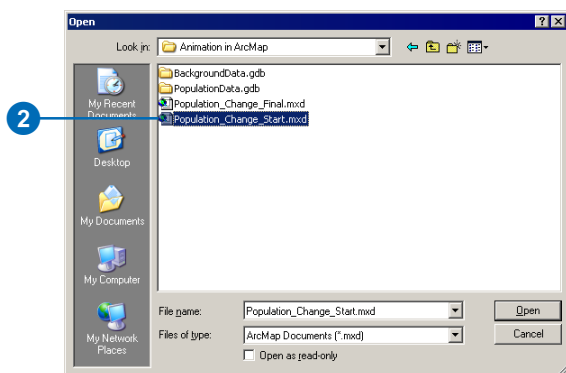 Open
Look in:
Animation in ArcMap
BackgroundData.gdb
PopulationData.gdb
Population_Change_Final.mxd
Population_Change_Start.mxd
2
My Recent
Documents
Desktop
My Documents
My Computer
My Network
Places
File name:
Population_Change_Start.mxd
Open
Files of type:
ArcMap Documents (*.mxd)
Cancel
Open as read-only